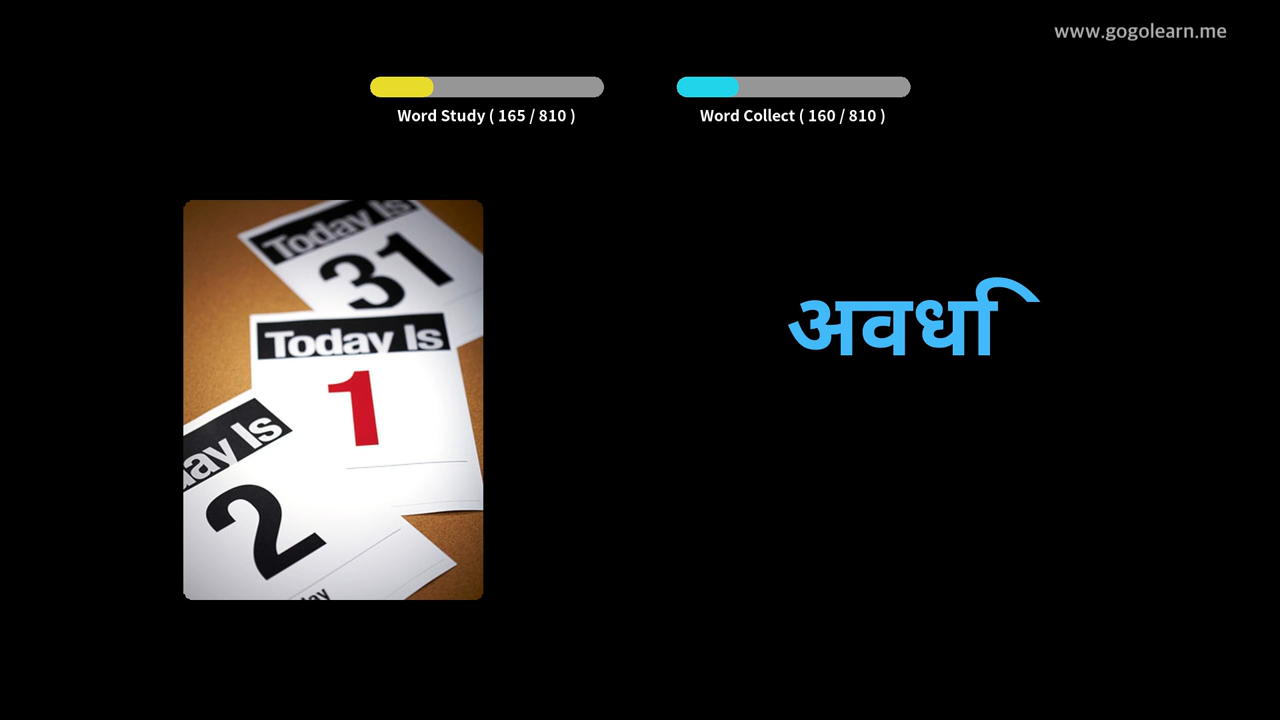 www.gogolearn.me
Word Study ( 165 / 810 )
Word Collect ( 160 / 810 )
Today Is
31
Today Is
1
ay Is
2
ay
अवधि